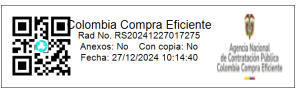 Colombia Compra Eficiente
Rad No. RS20241227017275
Anexos: No Con copia: No
Fecha: 27/12/2024 10:14:40
Agencia Nacional
de Contratación Pública
Colombia Compra Eficiente